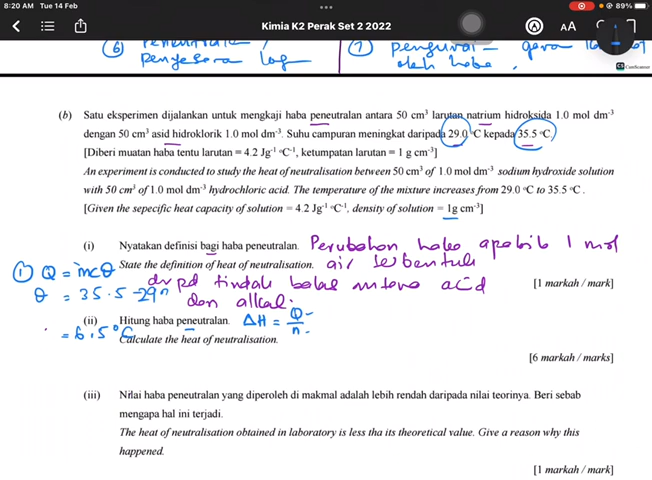 8:20 AM Tue 14 Feb
89%
Kimia K2 Perak Set 2 2022
AA
6
penyesaran Log
7 pengurai
oleh haba
CS CamScanner
(b) Satu eksperimen dijalankan untuk mengkaji haba peneutralan antara 50 cm³ larutan natrium hidroksida 1.0 mol dm⁻³
dengan 50 cm³ asid hidroklorik 1.0 mol dm⁻³. Suhu campuran meningkat daripada 29.0 °C kepada 35.5 °C.
[Diberi muatan haba tentu larutan = 4.2 Jg⁻¹ °C⁻¹, ketumpatan larutan = 1 g cm⁻³]
An experiment is conducted to study the heat of neutralisation between 50 cm³ of 1.0 mol dm⁻³ sodium hydroxide solution
with 50 cm³ of 1.0 mol dm⁻³ hydrochloric acid. The temperature of the mixture increases from 29.0 °C to 35.5 °C .
[Given the sepecific heat capacity of solution = 4.2 Jg⁻¹ °C⁻¹, density of solution = 1g cm⁻³]
(i) Nyatakan definisi bagi haba peneutralan. Perubahan haba apabila 1 mol
State the definition of heat of neutralisation. air terbentuk
1 Q = mcθ
drpd tindak balas antara acid
[1 markah / mark]
θ = 35.5 - 29
dan alkali
(ii) Hitung haba peneutralan. ΔH = Q/n
= 6.5°C
Calculate the heat of neutralisation.
[6 markah / marks]
(iii) Nilai haba peneutralan yang diperoleh di makmal adalah lebih rendah daripada nilai teorinya. Beri sebab
mengapa hal ini terjadi.
The heat of neutralisation obtained in laboratory is less tha its theoretical value. Give a reason why this
happened.
[1 markah / mark]